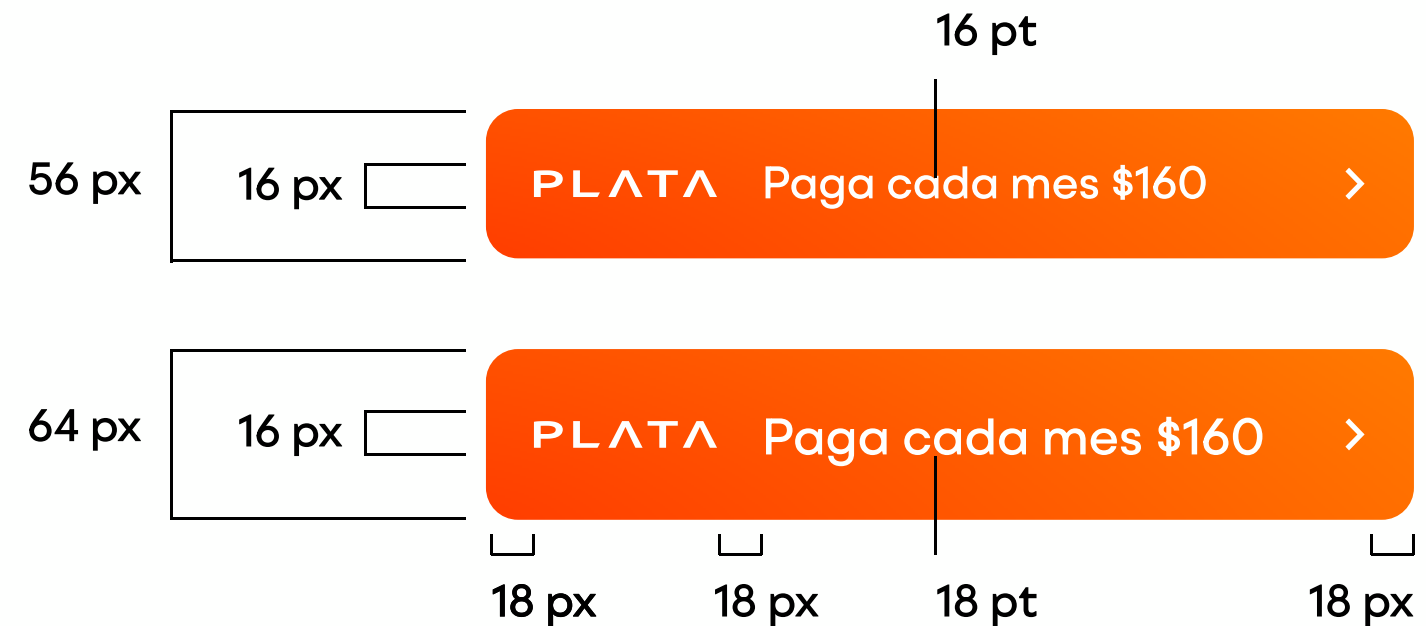 16 pt
56 px
16 px
PLATA Paga cada mes $160
64 px
16 px
PLATA Paga cada mes $160
18 px
18 px
18 pt
18 px